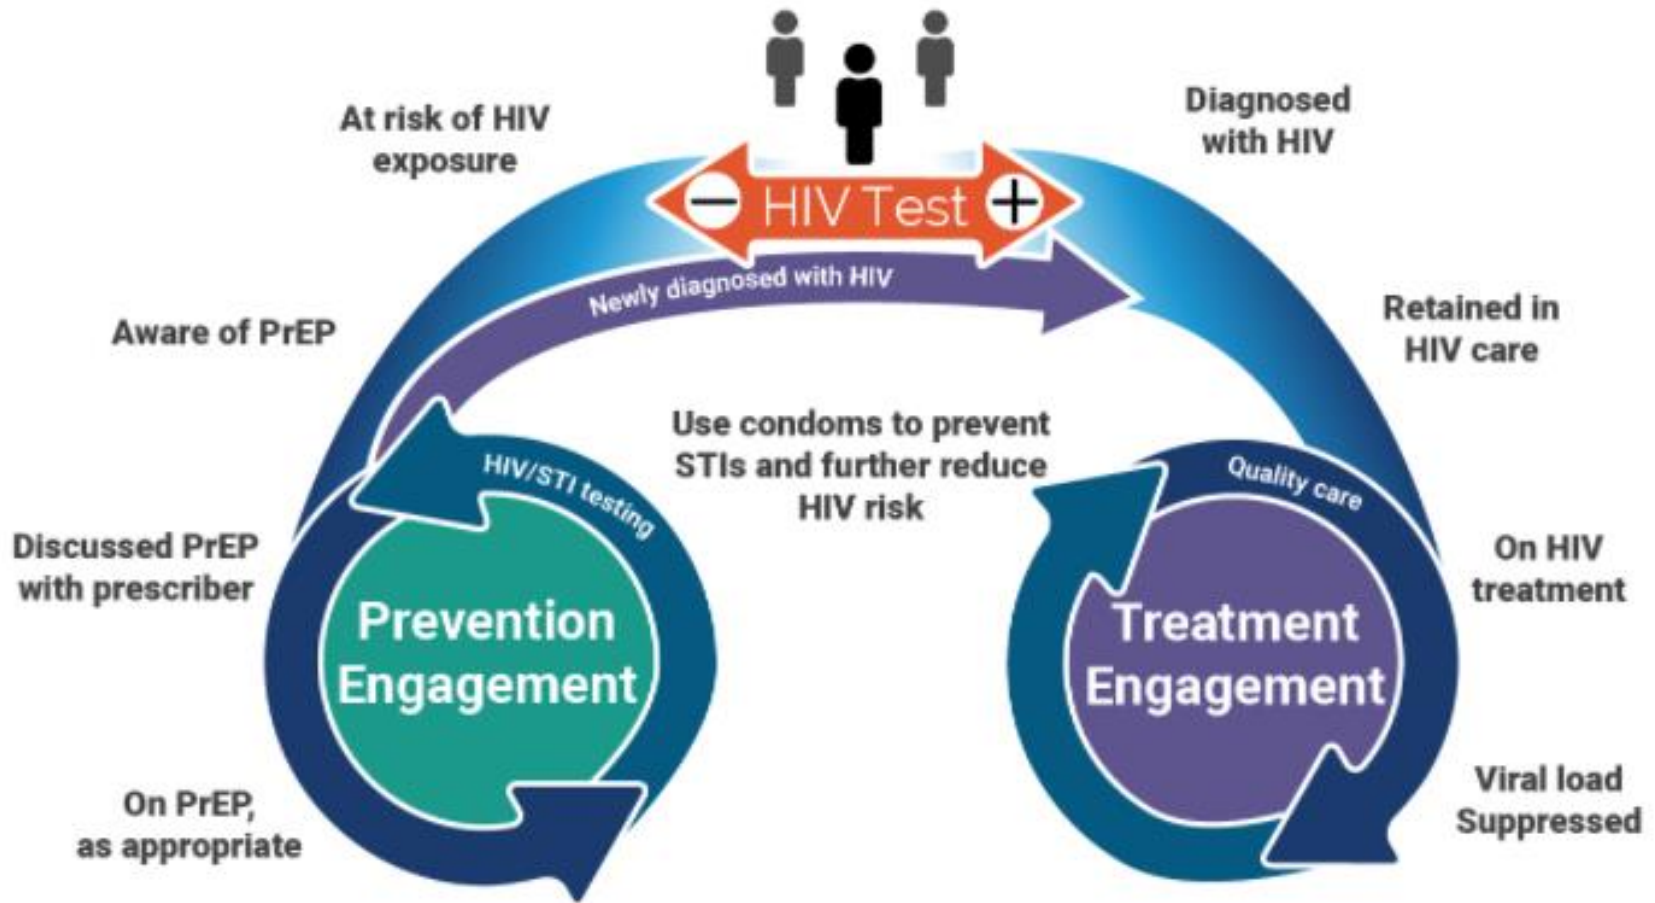 At risk of HIV
exposure
Diagnosed
with HIV
− HIV Test +
Newly diagnosed with HIV
Aware of PrEP
Retained in
HIV care
Use condoms to prevent
STIs and further reduce
HIV risk
HIV/STI testing
Quality care
Discussed PrEP
with prescriber
On HIV
treatment
Prevention
Engagement
Treatment
Engagement
On PrEP,
as appropriate
Viral load
Suppressed